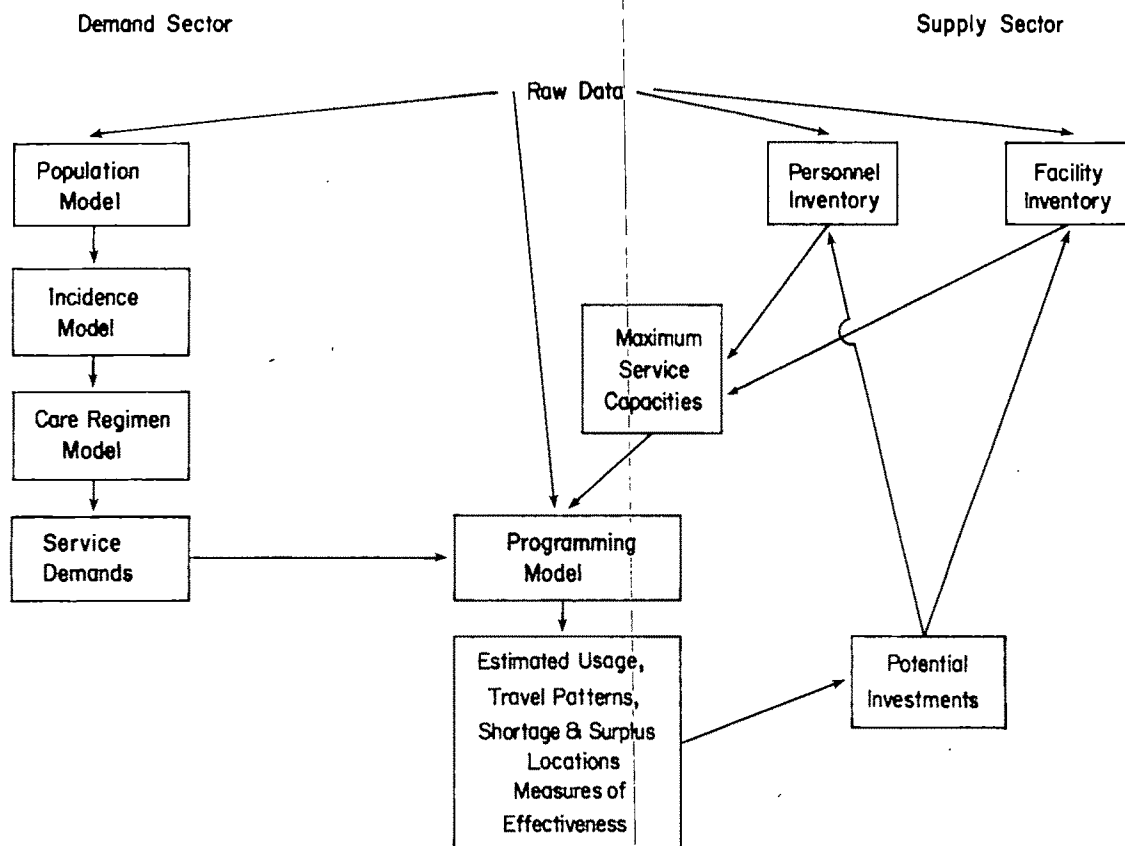 Demand Sector
Supply Sector
Raw Data
Population
Model
Personnel
Inventory
Facility
Inventory
Incidence
Model
Maximum
Service
Capacities
Care Regimen
Model
Service
Demands
Programming
Model
Estimated Usage,
Travel Patterns,
Shortage & Surplus
Locations
Measures of
Effectiveness
Potential
Investments